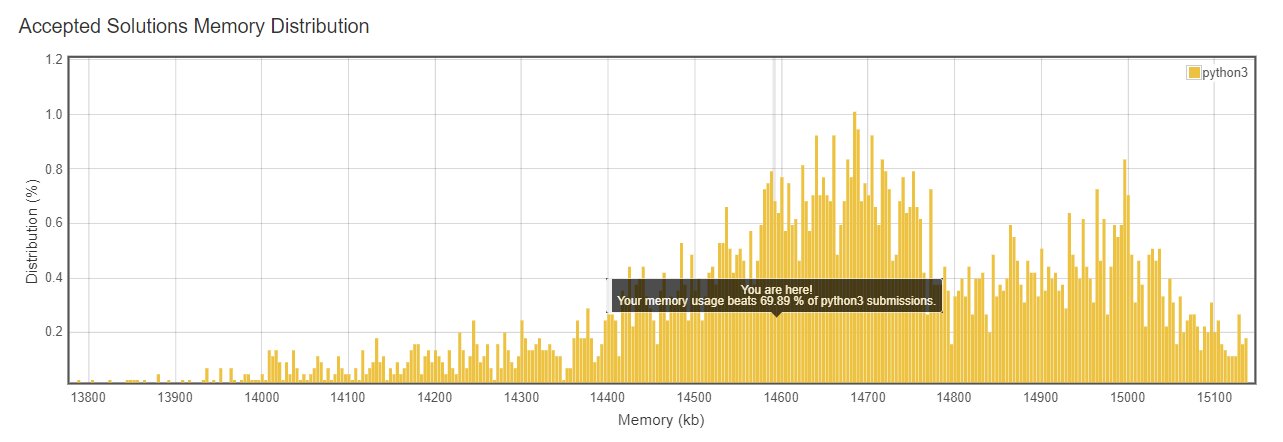 Accepted Solutions Memory Distribution
1.2
python3
1.0
0.8
0.6
0.4
0.2
Distribution (%)
You are here!
Your memory usage beats 69.89 % of python3 submissions.
13800 13900 14000 14100 14200 14300 14400 14500 14600 14700 14800 14900 15000 15100
Memory (kb)